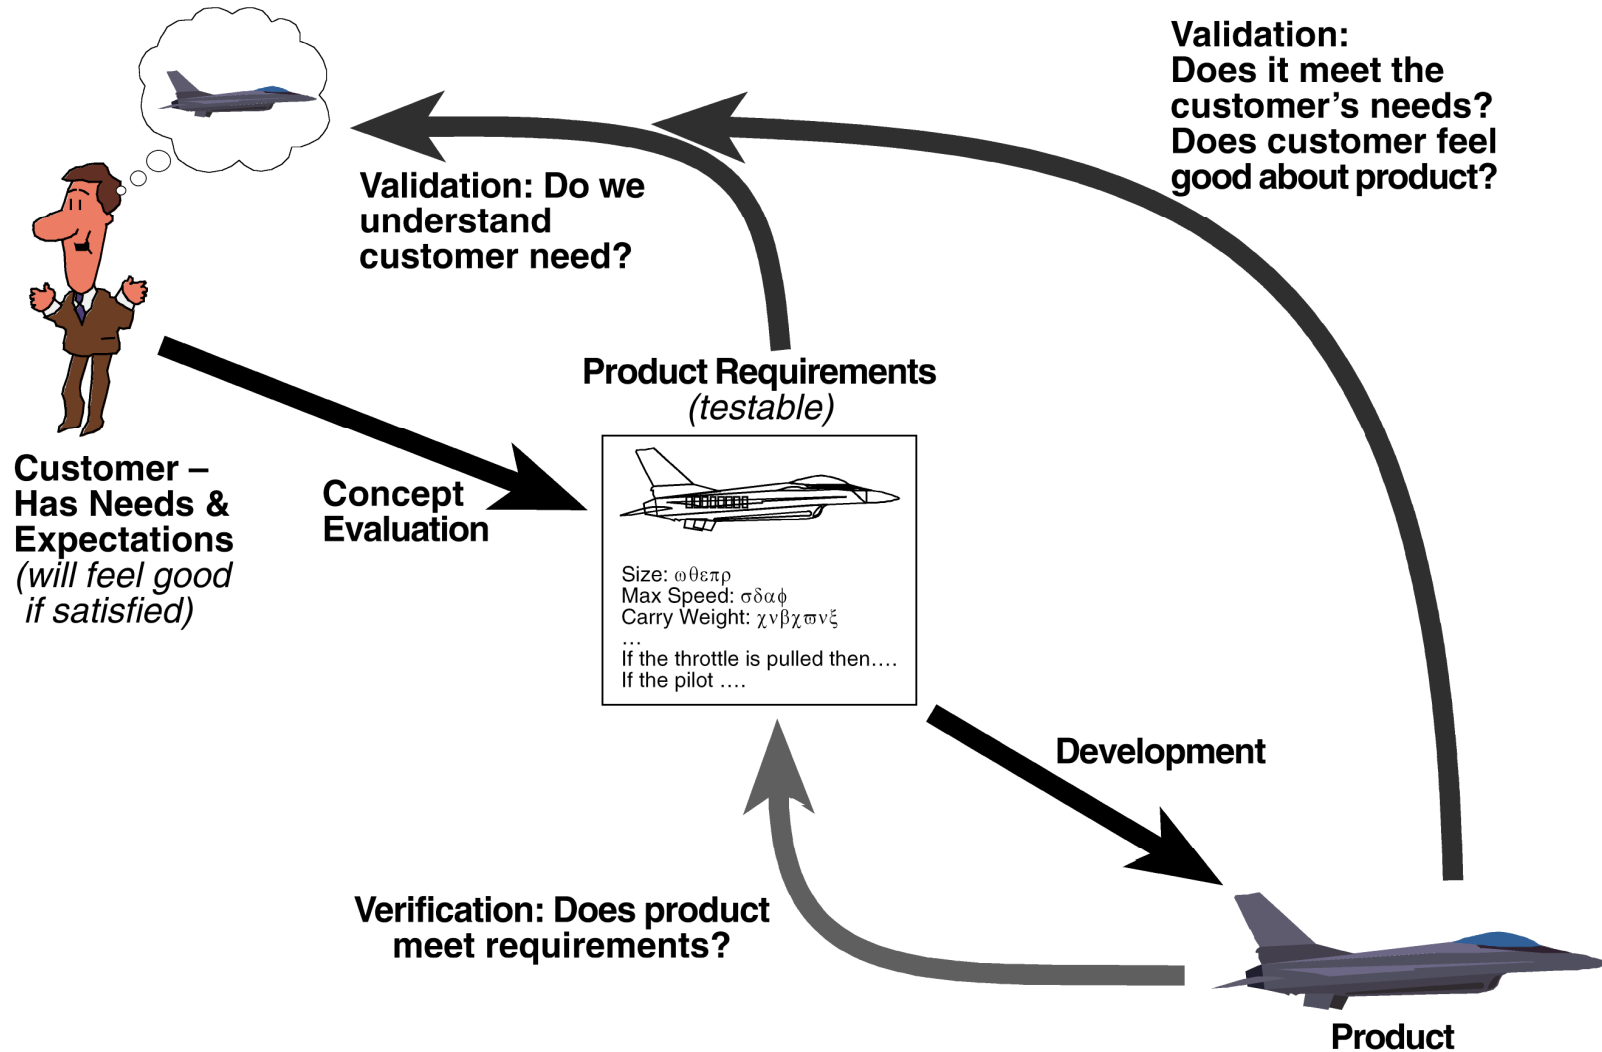 Validation:
Does it meet the
customer's needs?
Does customer feel
good about product?
Validation: Do we
understand
customer need?
Product Requirements
(testable)
Customer –
Has Needs &
Expectations
(will feel good
if satisfied)
Concept
Evaluation
Size: ωθεπρ
Max Speed: σδαϕ
Carry Weight: χνβχϖνξ
…
If the throttle is pulled then….
If the pilot ….
Development
Verification: Does product
meet requirements?
Product